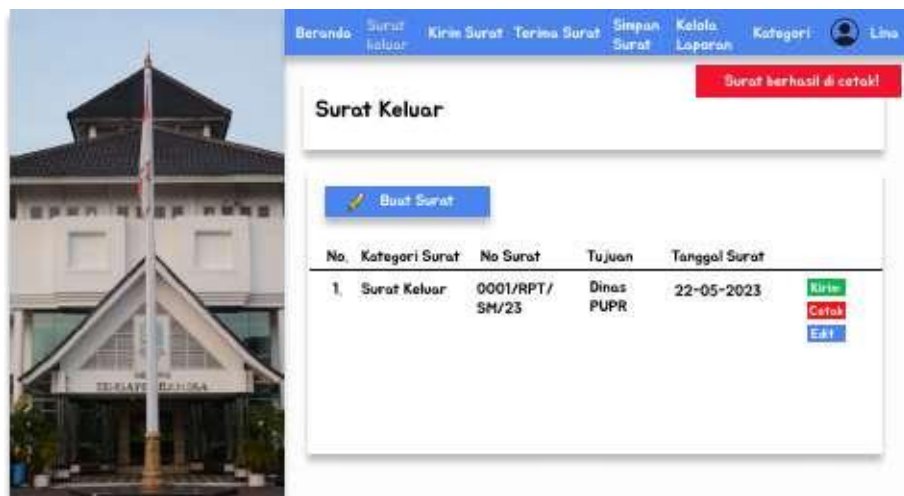 Beranda Surat keluar Kirim Surat Terima Surat Simpan Surat Kelola Laporan Kategori Lina
Surat berhasil di cetak!
Surat Keluar
Buat Surat
No. Kategori Surat No Surat Tujuan Tanggal Surat
1. Surat Keluar 0001/RPT/ Dinas 22-05-2023 Kirim
SM/23 PUPR Cetak
Edit